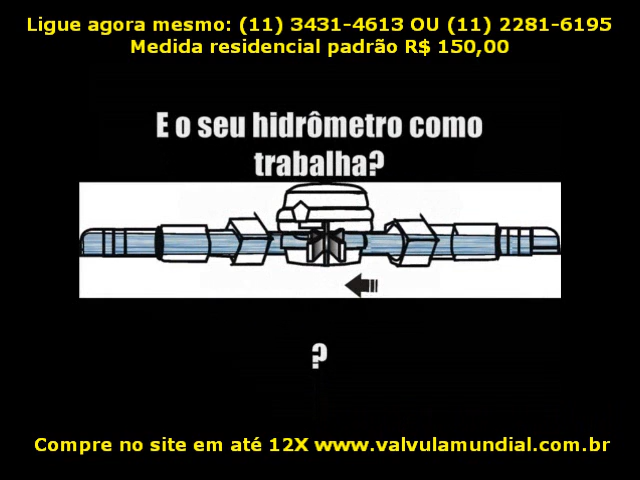 Ligue agora mesmo: (11) 3431-4613 OU (11) 2281-6195
Medida residencial padrão R$ 150,00
E o seu hidrômetro como
trabalha?
?
Compre no site em até 12X www.valvulamundial.com.br